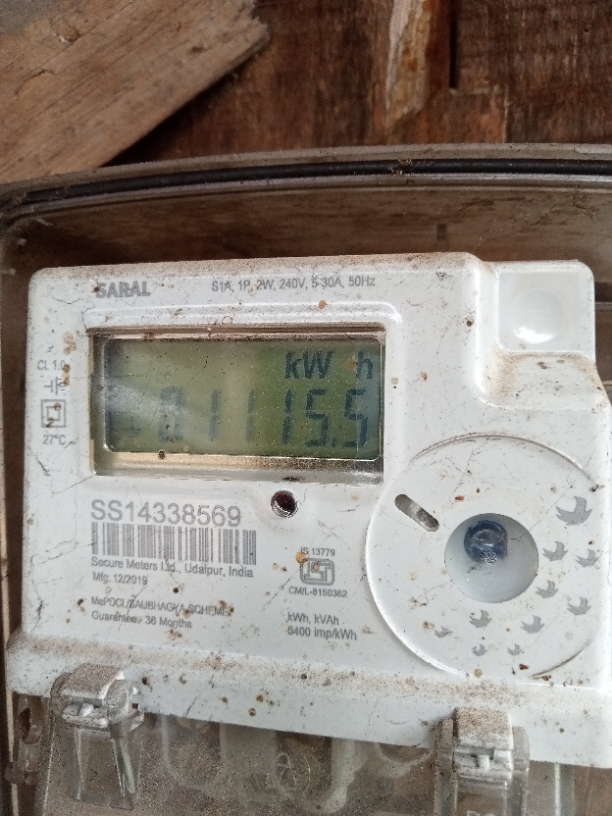 SARAL
S1A, 1P, 2W, 240V, 5-30A, 50Hz
kW h
011115.5
Cl. 1.0
27°C
SS14338569
Secure Meters Ltd., Udaipur, India
Mfg. 12/2019
Guarantee - 36 Months
IS 13779
CM/L-8150362
kWh, kVAh
6400 imp/kWh